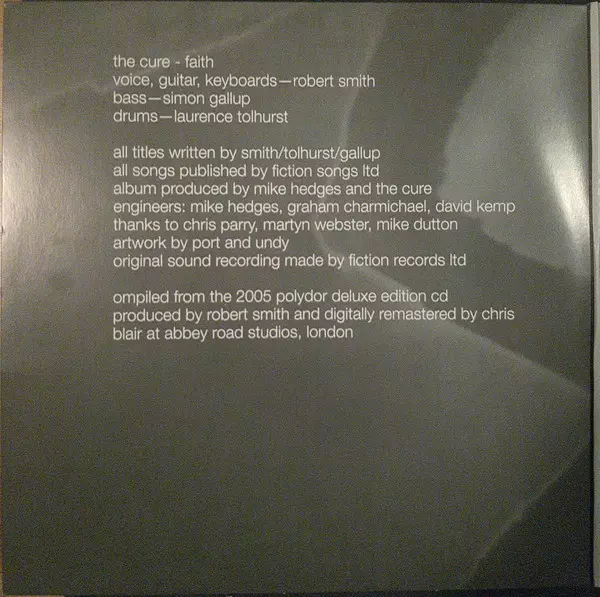 the cure - faith
voice, guitar, keyboards—robert smith
bass—simon gallup
drums—laurence tolhurst
all titles written by smith/tolhurst/gallup
all songs published by fiction songs ltd
album produced by mike hedges and the cure
engineers: mike hedges, graham charmichael, david kemp
thanks to chris parry, martyn webster, mike dutton
artwork by port and undy
original sound recording made by fiction records ltd
ompiled from the 2005 polydor deluxe edition cd
produced by robert smith and digitally remastered by chris
blair at abbey road studios, london